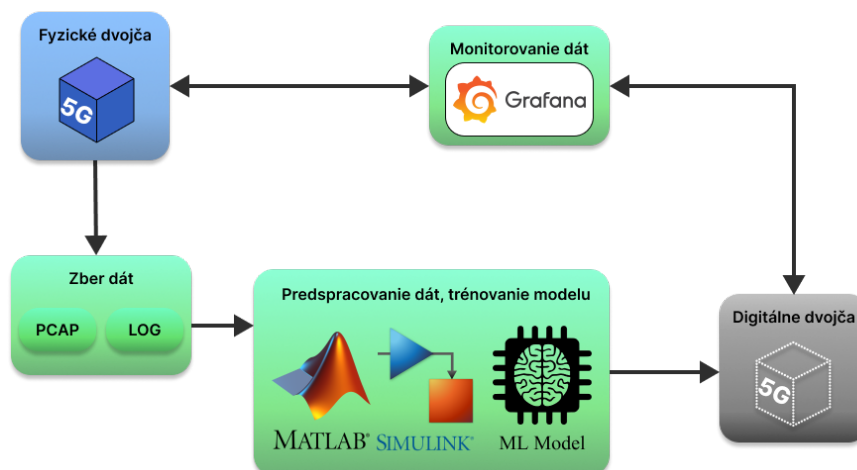 Fyzické dvojča
5G
Monitorovanie dát
Grafana
Zber dát
PCAP
LOG
Predspracovanie dát, trénovanie modelu
MATLAB®
SIMULINK®
ML Model
Digitálne dvojča
5G